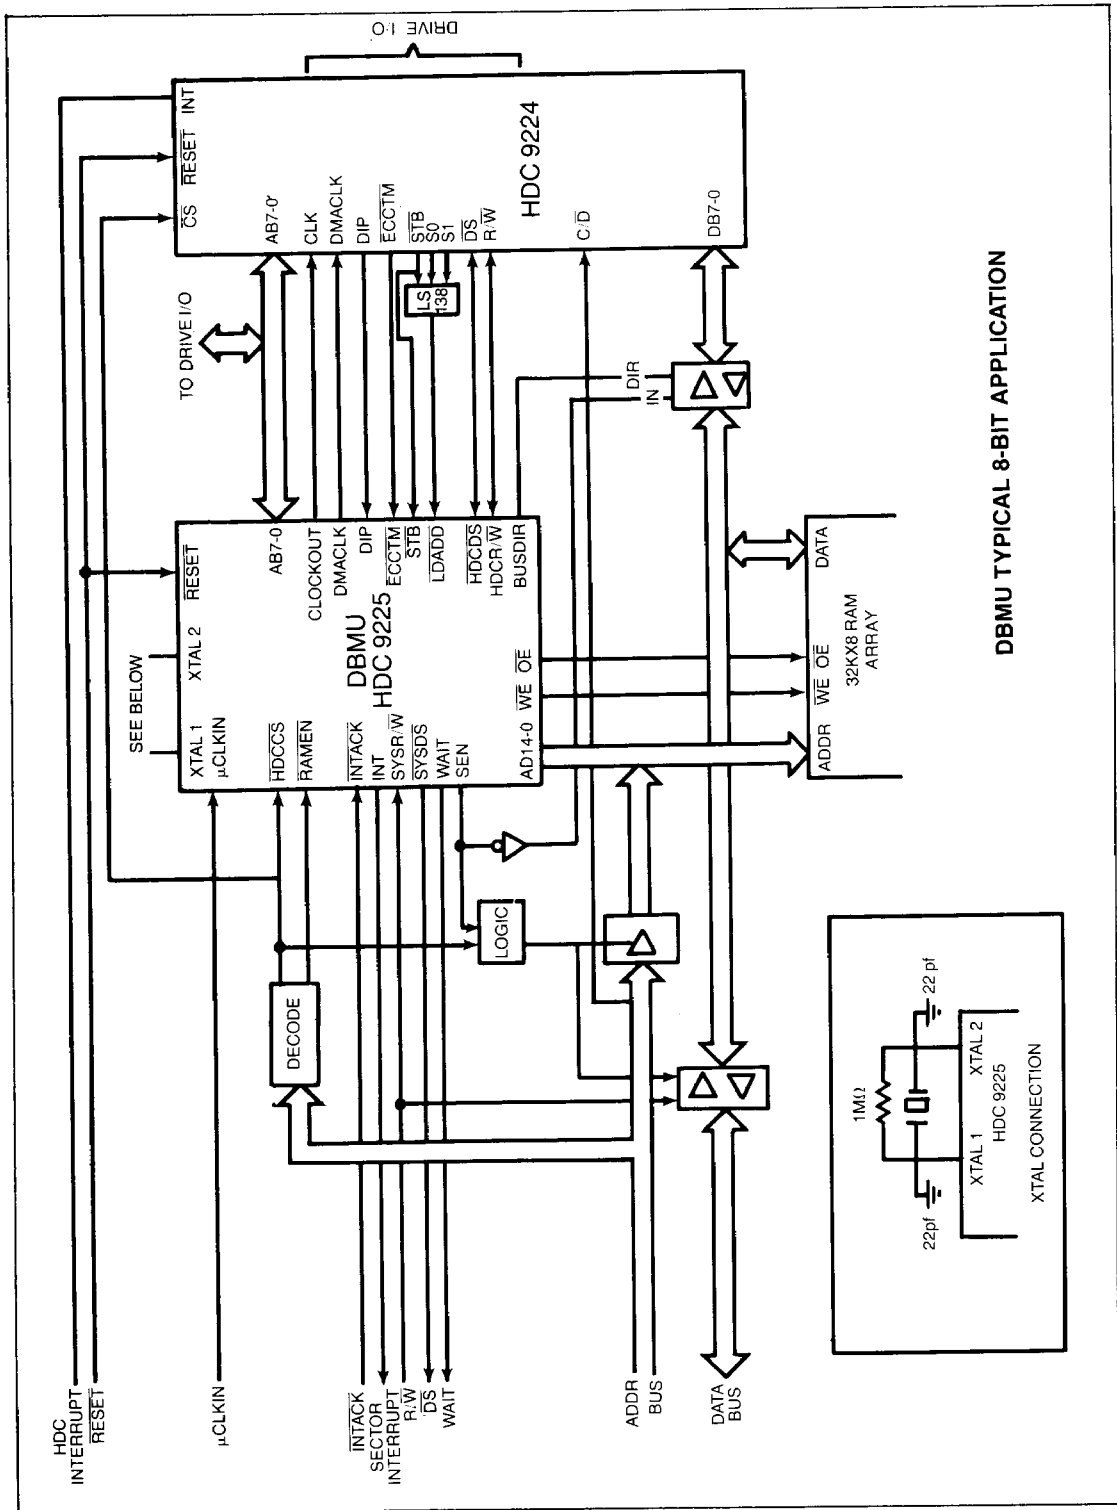 HDC
INTERRUPT
RESET
μCLKIN
INTACK
SECTOR
INTERRUPT
R/W
DS
WAIT
ADDR
BUS
DATA
BUS
DECODE
LOGIC
SEE BELOW
XTAL 1
XTAL 2
RESET
μCLKIN
HDCCS
RAMEN
INTACK
INT
SYSR/W
SYSDS
WAIT
SEN
AD14-0
WE
OE
DBMU
HDC 9225
AB7-0
CLOCKOUT
DMACLK
DIP
ECCTM
STB
LDADD
HDCDS
HDCR/W
BUSDIR
TO DRIVE I/O
LS
138
DIR
IN
CS
RESET
INT
AB7-0
CLK
DMACLK
DIP
ECCTM
STB
S0
S1
DS
R/W
C/D
DB7-0
HDC 9224
DRIVE I/O
ADDR
WE
OE
DATA
32KX8 RAM
ARRAY
1MΩ
22pf
22 pf
XTAL 1
XTAL 2
HDC 9225
XTAL CONNECTION
DBMU TYPICAL 8-BIT APPLICATION